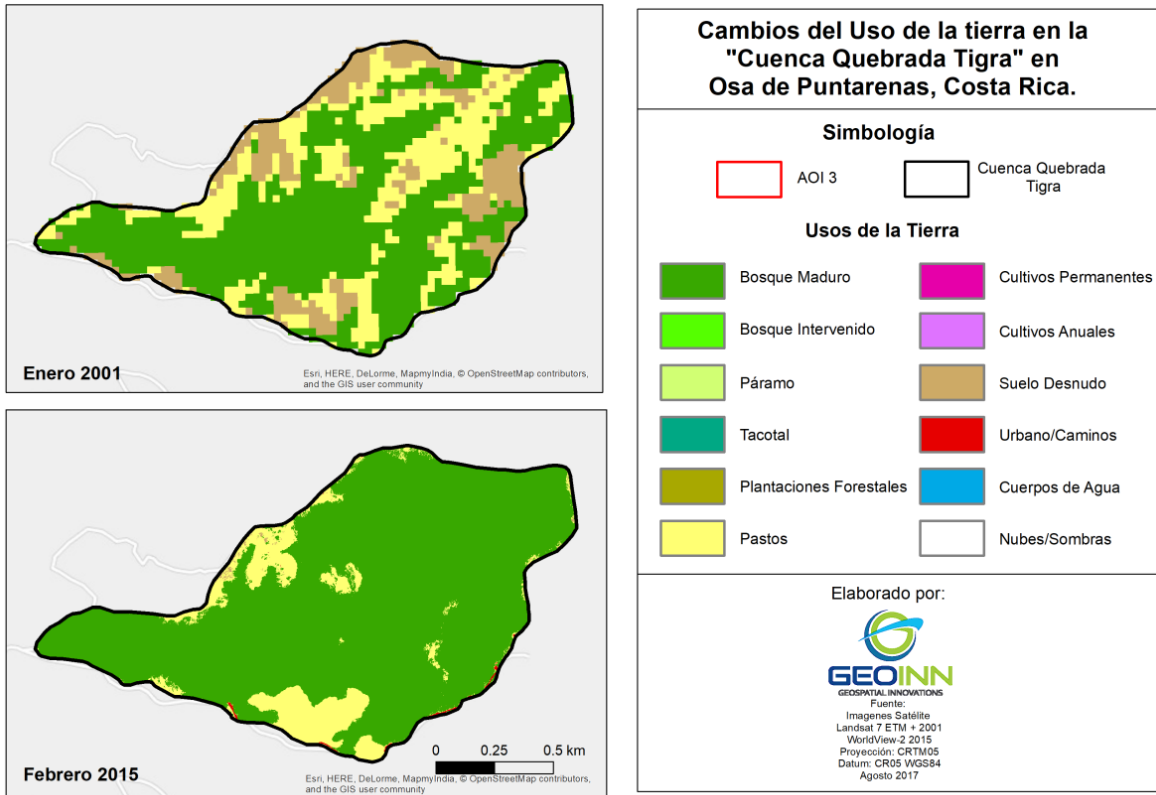 Enero 2001
Esri, HERE, DeLorme, MapmyIndia, © OpenStreetMap contributors,
and the GIS user community
Febrero 2015
0 0.25 0.5 km
Esri, HERE, DeLorme, MapmyIndia, © OpenStreetMap contributors,
and the GIS user community
Cambios del Uso de la tierra en la
"Cuenca Quebrada Tigra" en
Osa de Puntarenas, Costa Rica.
Simbología
AOI 3
Cuenca Quebrada
Tigra
Usos de la Tierra
Bosque Maduro
Cultivos Permanentes
Bosque Intervenido
Cultivos Anuales
Páramo
Suelo Desnudo
Tacotal
Urbano/Caminos
Plantaciones Forestales
Cuerpos de Agua
Pastos
Nubes/Sombras
Elaborado por:
GEOINN
GEOSPATIAL INNOVATIONS
Fuente:
Imagenes Satélite
Landsat 7 ETM + 2001
WorldView-2 2015
Proyección: CRTM05
Datum: CR05 WGS84
Agosto 2017